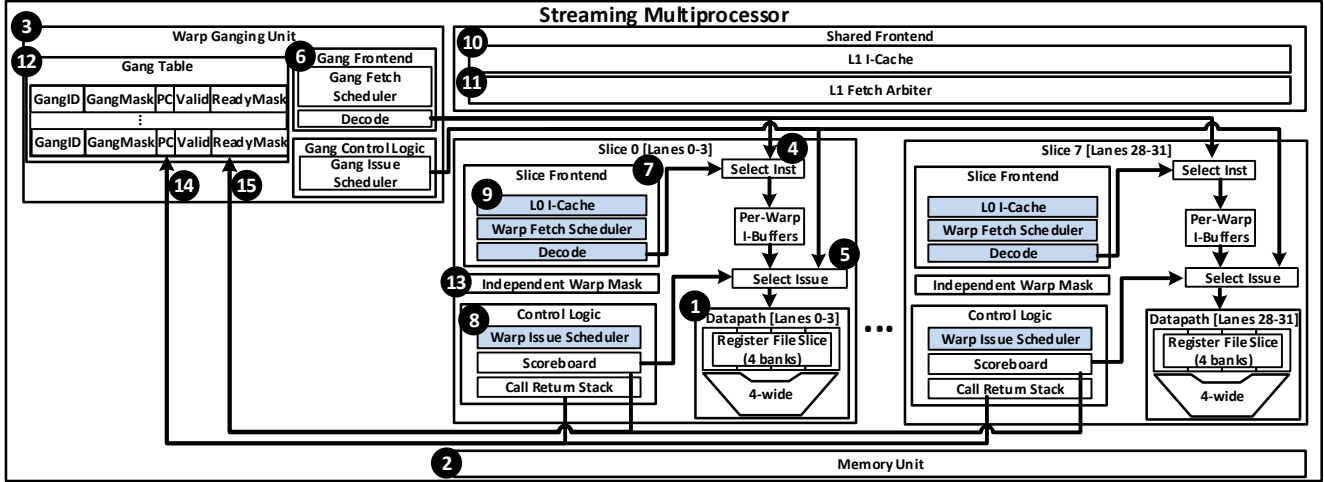 Streaming Multiprocessor
3
Warp Ganging Unit
12
Gang Table
GangID GangMask PC Valid ReadyMask
⋮
GangID GangMask PC Valid ReadyMask
6
Gang Frontend
Gang Fetch
Scheduler
Decode
Gang Control Logic
Gang Issue
Scheduler
14
15
10
Shared Frontend
L1 I-Cache
11
L1 Fetch Arbiter
Slice 0 [Lanes 0-3]
4
7
Slice Frontend
Select Inst
9
L0 I-Cache
Warp Fetch Scheduler
Decode
Per-Warp
I-Buffers
5
13
Independent Warp Mask
Select Issue
8
Control Logic
Warp Issue Scheduler
Scoreboard
Call Return Stack
1
Datapath [Lanes 0-3]
Register File Slice
(4 banks)
4-wide
...
Slice 7 [Lanes 28-31]
Slice Frontend
Select Inst
L0 I-Cache
Warp Fetch Scheduler
Decode
Per-Warp
I-Buffers
Independent Warp Mask
Select Issue
Control Logic
Warp Issue Scheduler
Scoreboard
Call Return Stack
Datapath [Lanes 28-31]
Register File Slice
(4 banks)
4-wide
2
Memory Unit